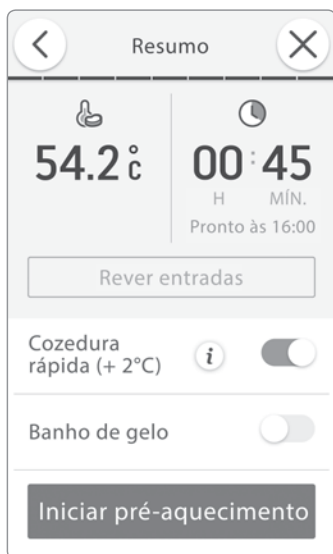 Resumo
54.2 °C
00:45
H MÍN.
Pronto às 16:00
Rever entradas
Cozedura
rápida (+ 2°C) i
Banho de gelo
Iniciar pré-aquecimento